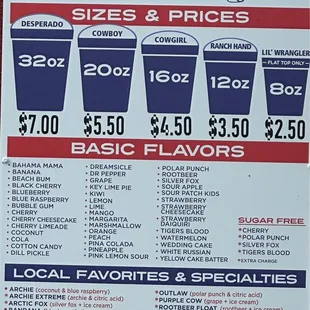 SIZES & PRICES
DESPERADO
COWBOY
COWGIRL
RANCH HAND
LIL' WRANGLER
FLAT TOP ONLY
32oz
20oz
16oz
12oz
8oz
$7.00
$5.50
$4.50
$3.50
$2.50
BASIC FLAVORS
• BAHAMA MAMA
• BANANA
• BEACH BUM
• BLACK CHERRY
• BLUEBERRY
• BLUE RASPBERRY
• BUBBLE GUM
• CHERRY
• CHERRY CHEESECAKE
• CHERRY LIMEADE
• COCONUT
• COLA
• COTTON CANDY
• DILL PICKLE
• DREAMSICLE
• DR PEPPER
• GRAPE
• KEY LIME PIE
• KIWI
• LEMON
• LIME
• MANGO
• MARGARITA
• MARSHMALLOW
• ORANGE
• PEACH
• PINA COLADA
• PINEAPPLE
• PINK LEMON SOUR
• POLAR PUNCH
• ROOTBEER
• SILVER FOX
• SOUR APPLE
• SOUR PATCH KIDS
• STRAWBERRY
• STRAWBERRY
CHEESECAKE
• STRAWBERRY
DAIQUIRI
• TIGERS BLOOD
• WATERMELON
• WEDDING CAKE
• WHITE RUSSIAN
• YELLOW CAKE BATTER
SUGAR FREE
*CHERRY
*POLAR PUNCH
*SILVER FOX
*TIGERS BLOOD
*EXTRA CHARGE
LOCAL FAVORITES & SPECIALTIES
• ARCHIE (coconut & blue raspberry)
• ARCHIE EXTREME (archie & citric acid)
• ARCTIC FOX (silver fox + ice cream)
• OUTLAW (polar punch & citric acid)
• PURPLE COW (grape + ice cream)
• ROOTBEER FLOAT (rootbeer + ice cream)